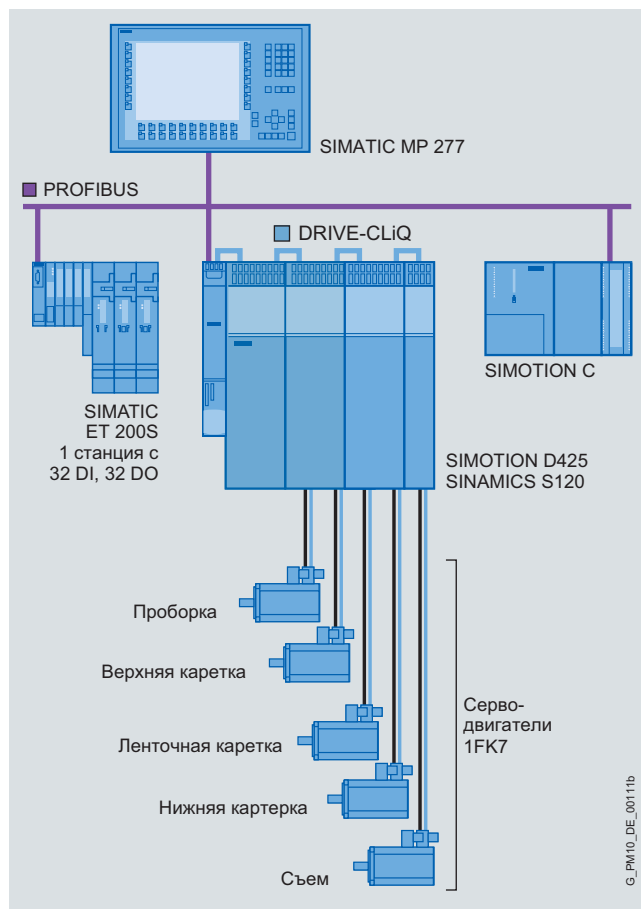 SIMATIC MP 277
PROFIBUS
DRIVE-CLiQ
SIMATIC
ET 200S
1 станция с
32 DI, 32 DO
SIMOTION C
SIMOTION D425
SINAMICS S120
Проборка
Верхняя каретка
Ленточная каретка
Нижняя картерка
Съем
Серво-
двигатели
1FK7
G_PM10_DE_00111b